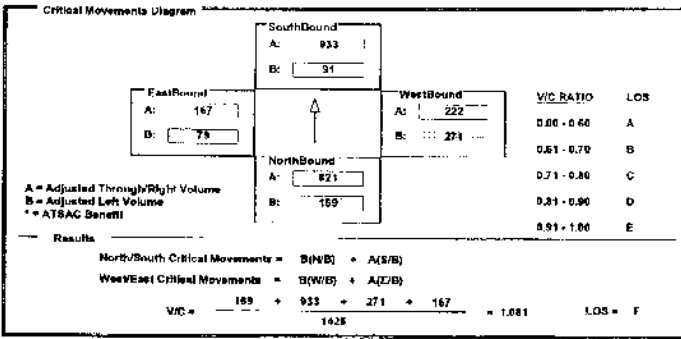 Critical Movements Diagram
SouthBound
A: 933
B: 91
EastBound
A: 167
B: 79
WestBound
A: 222
B: 271
NorthBound
A: 821
B: 169
V/C RATIO LOS
0.00 - 0.60 A
0.61 - 0.70 B
0.71 - 0.80 C
0.81 - 0.90 D
0.91 - 1.00 E
A = Adjusted Through/Right Volume
B = Adjusted Left Volume
* = ATSAC Benefit
Results
North/South Critical Movements = B(N/B) + A(S/B)
West/East Critical Movements = B(W/B) + A(E/B)
V/C = 169 + 933 + 271 + 167 = 1.081 LOS = F
1425